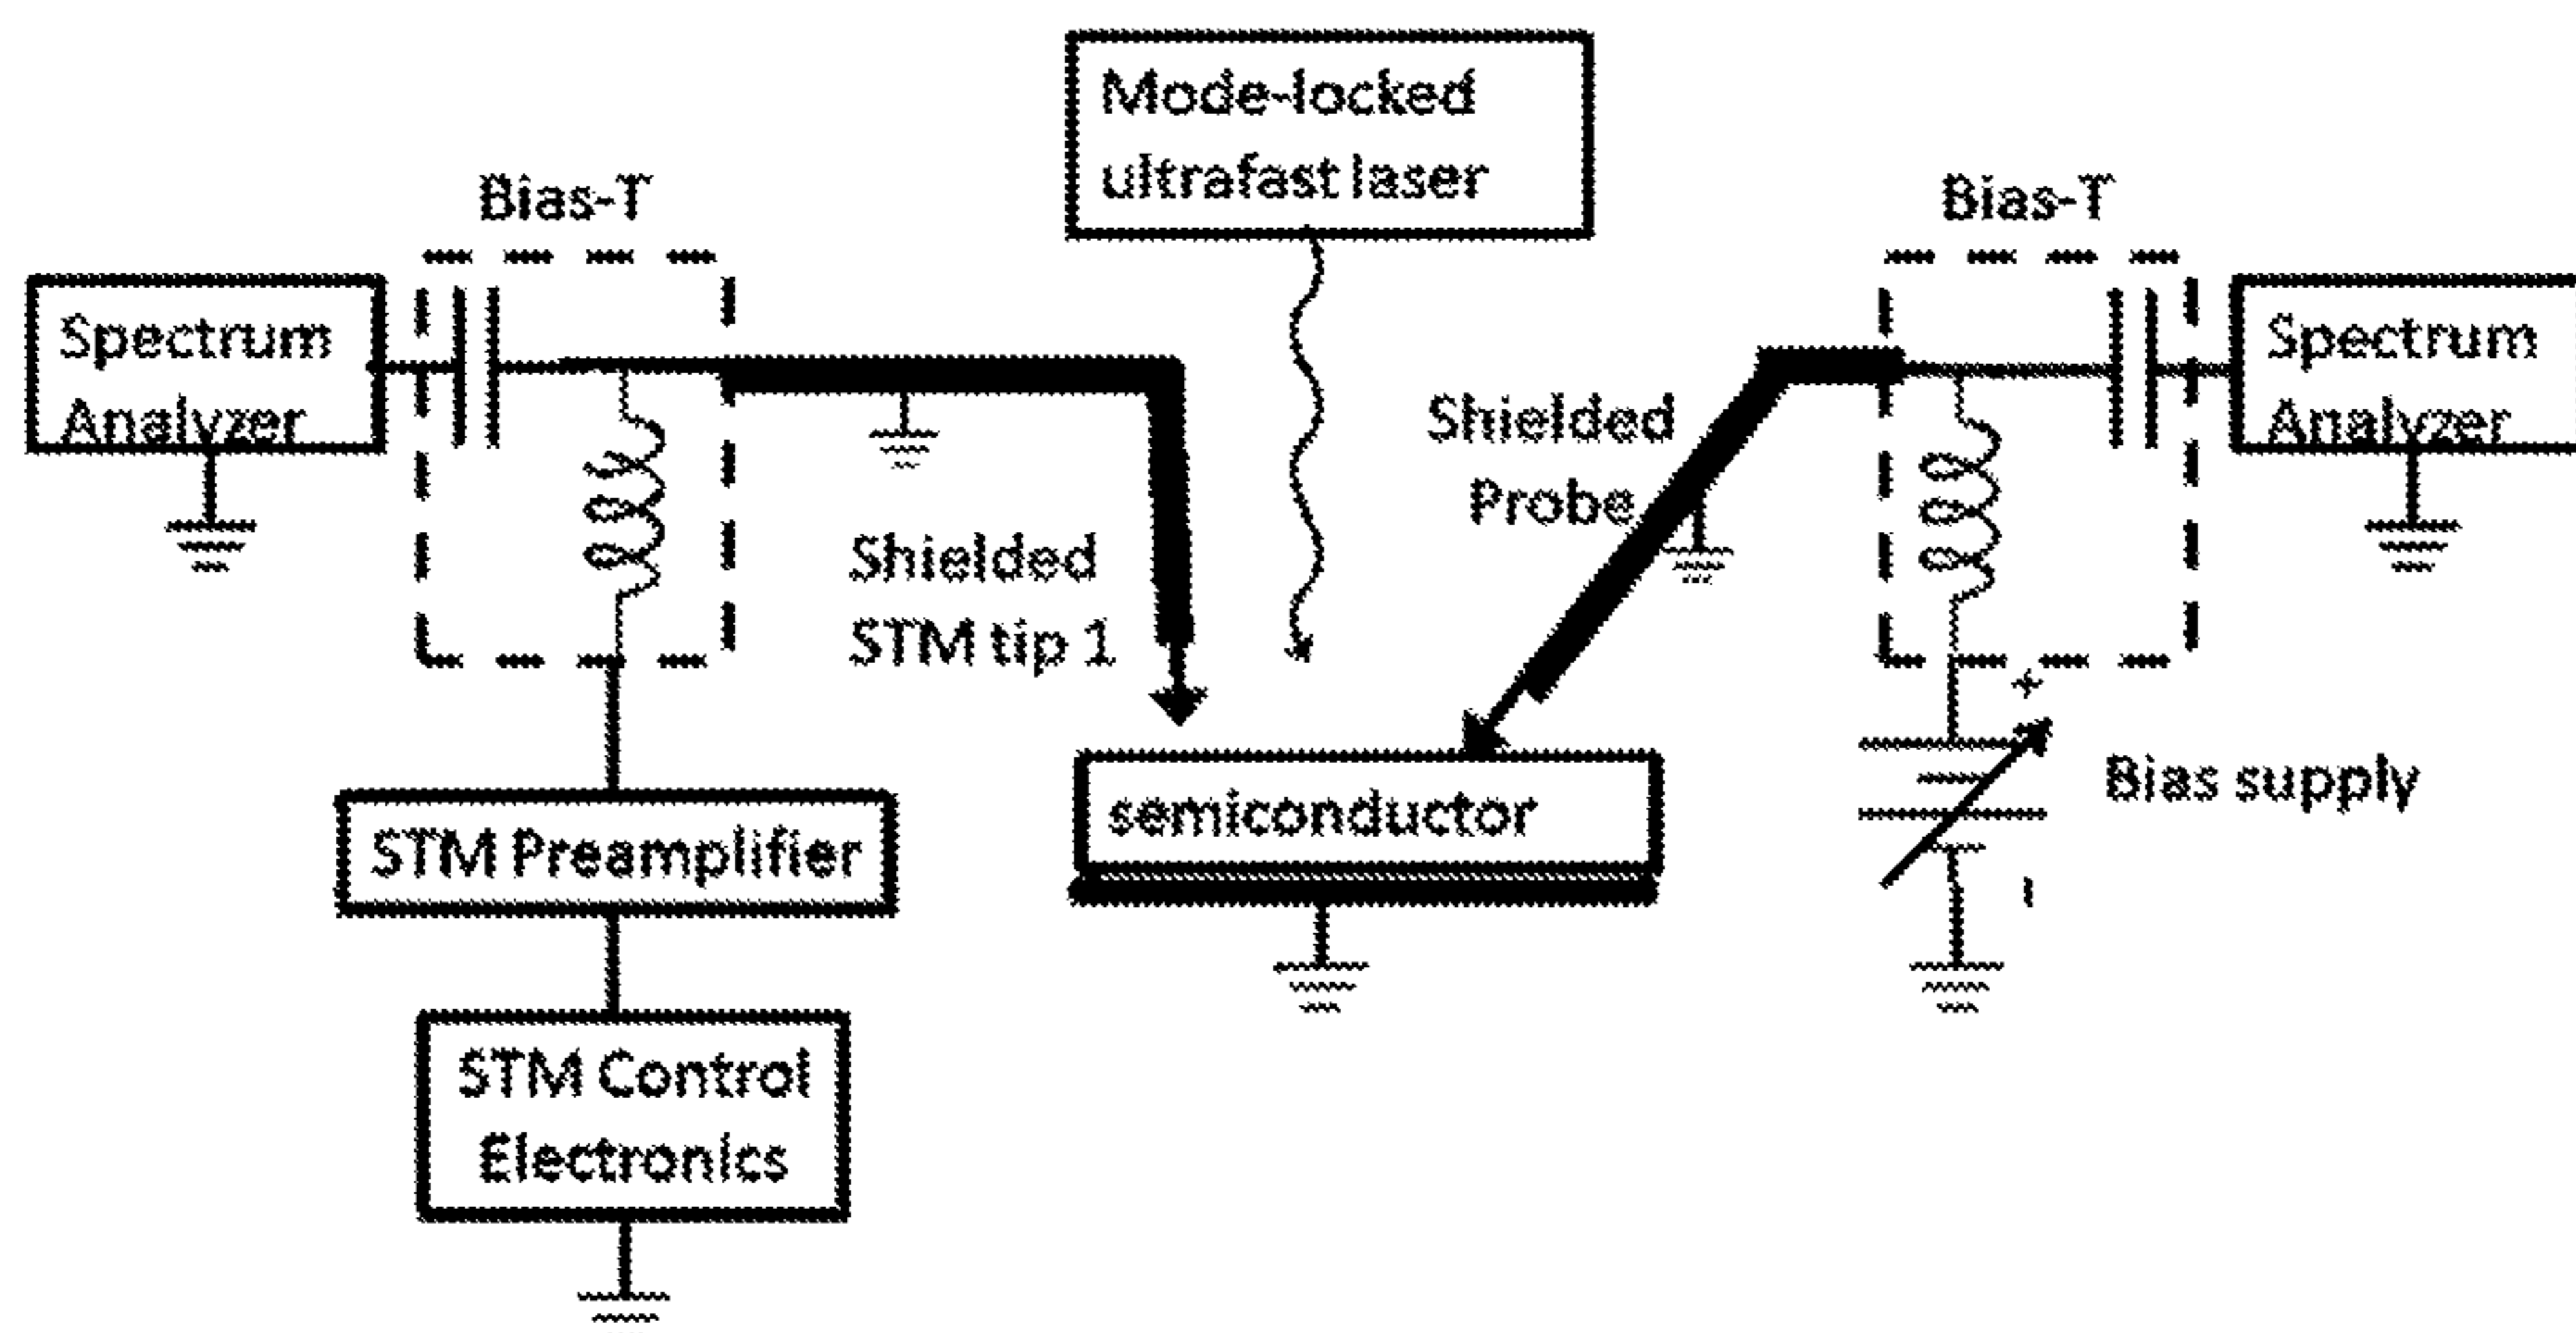 Mode-locked
ultrafast laser
Bias-T
Bias-T
Spectrum
Analyzer
Spectrum
Analyzer
Shielded
Probe
Shielded
STM tip 1
+
Bias supply
-
semiconductor
STM Preamplifier
STM Control
Electronics